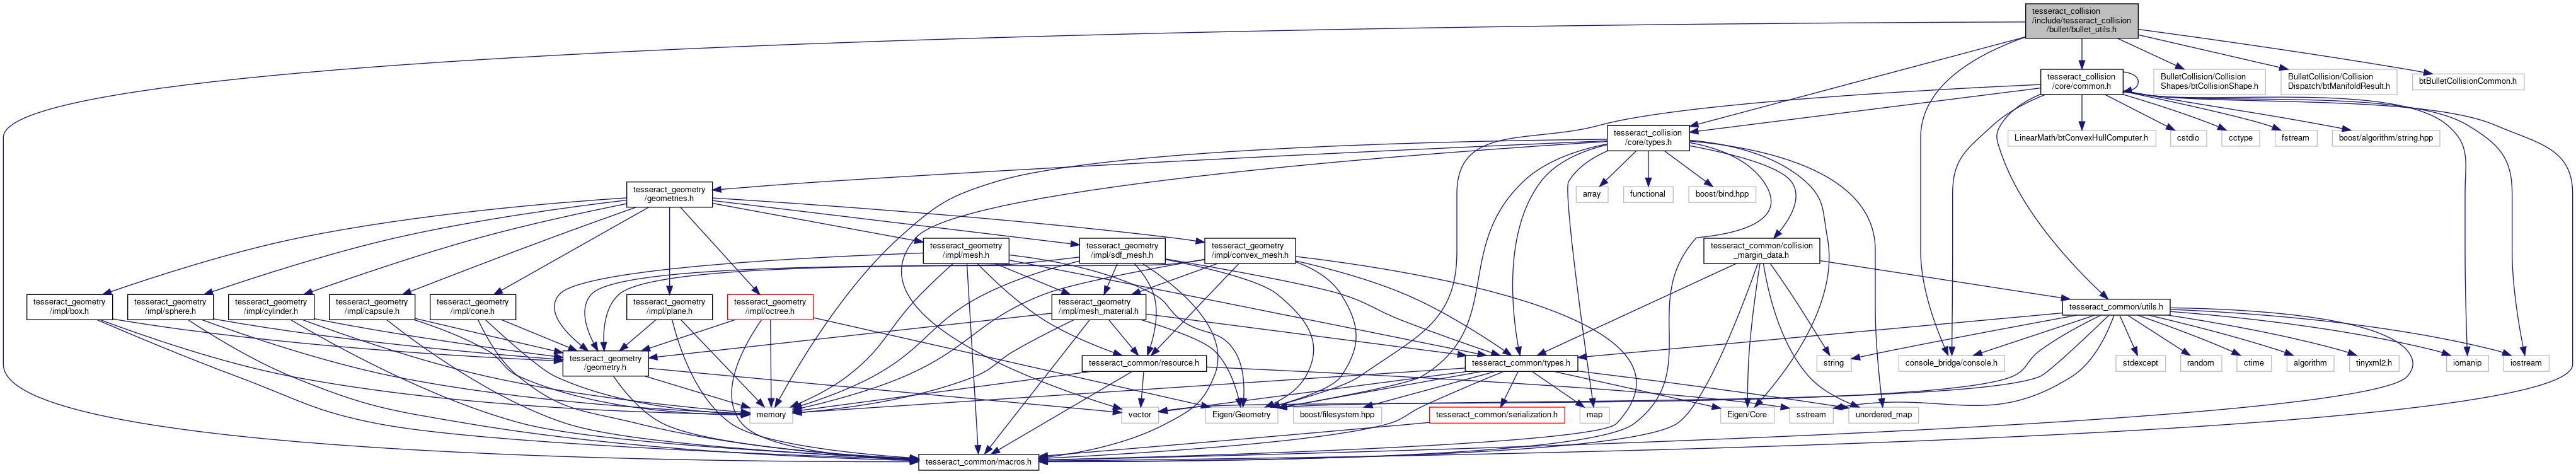 tesseract_collision
/include/tesseract_collision
/bullet/bullet_utils.h
tesseract_collision
/core/common.h
BulletCollision/Collision
Shapes/btCollisionShape.h
BulletCollision/Collision
Dispatch/btManifoldResult.h
btBulletCollisionCommon.h
tesseract_collision
/core/types.h
LinearMath/btConvexHullComputer.h
cstdio
cctype
fstream
boost/algorithm/string.hpp
tesseract_geometry
/geometries.h
array
functional
boost/bind.hpp
tesseract_geometry
/impl/mesh.h
tesseract_geometry
/impl/sdf_mesh.h
tesseract_geometry
/impl/convex_mesh.h
tesseract_common/collision
_margin_data.h
tesseract_geometry
/impl/box.h
tesseract_geometry
/impl/sphere.h
tesseract_geometry
/impl/cylinder.h
tesseract_geometry
/impl/capsule.h
tesseract_geometry
/impl/cone.h
tesseract_geometry
/impl/plane.h
tesseract_geometry
/impl/octree.h
tesseract_geometry
/impl/mesh_material.h
tesseract_common/utils.h
tesseract_geometry
/geometry.h
tesseract_common/resource.h
tesseract_common/types.h
string
console_bridge/console.h
stdexcept
random
ctime
algorithm
tinyxml2.h
iomanip
iostream
memory
vector
Eigen/Geometry
boost/filesystem.hpp
tesseract_common/serialization.h
map
Eigen/Core
sstream
unordered_map
tesseract_common/macros.h